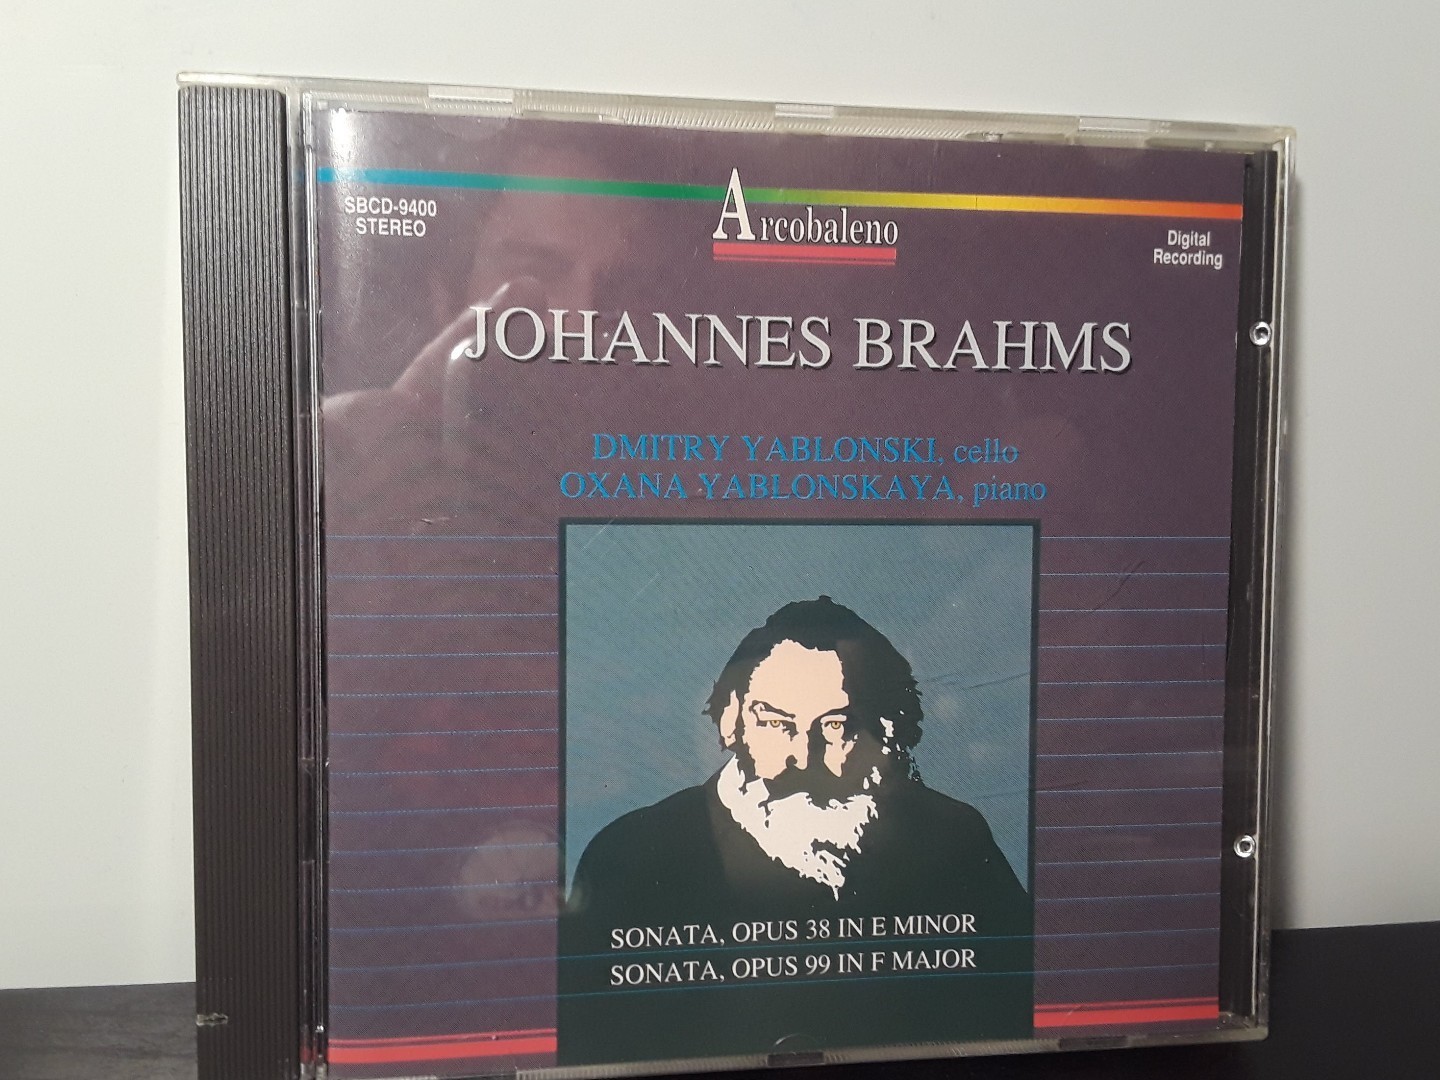 SBCD-9400
STEREO
Arcobaleno
Digital
Recording
JOHANNES BRAHMS
DMITRY YABLONSKI, cello
OXANA YABLONSKAYA, piano
SONATA, OPUS 38 IN E MINOR
SONATA, OPUS 99 IN F MAJOR